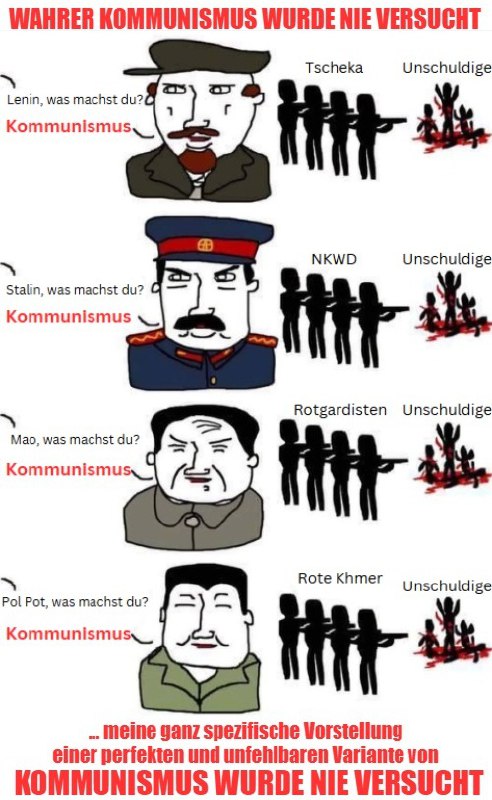 WAHRER KOMMUNISMUS WURDE NIE VERSUCHT
Tscheka
Unschuldige
Lenin, was machst du?
Kommunismus
NKWD
Unschuldige
Stalin, was machst du?
Kommunismus
Rotgardisten
Unschuldige
Mao, was machst du?
Kommunismus
Rote Khmer
Unschuldige
Pol Pot, was machst du?
Kommunismus
... meine ganz spezifische Vorstellung
einer perfekten und unfehlbaren Variante von
KOMMUNISMUS WURDE NIE VERSUCHT